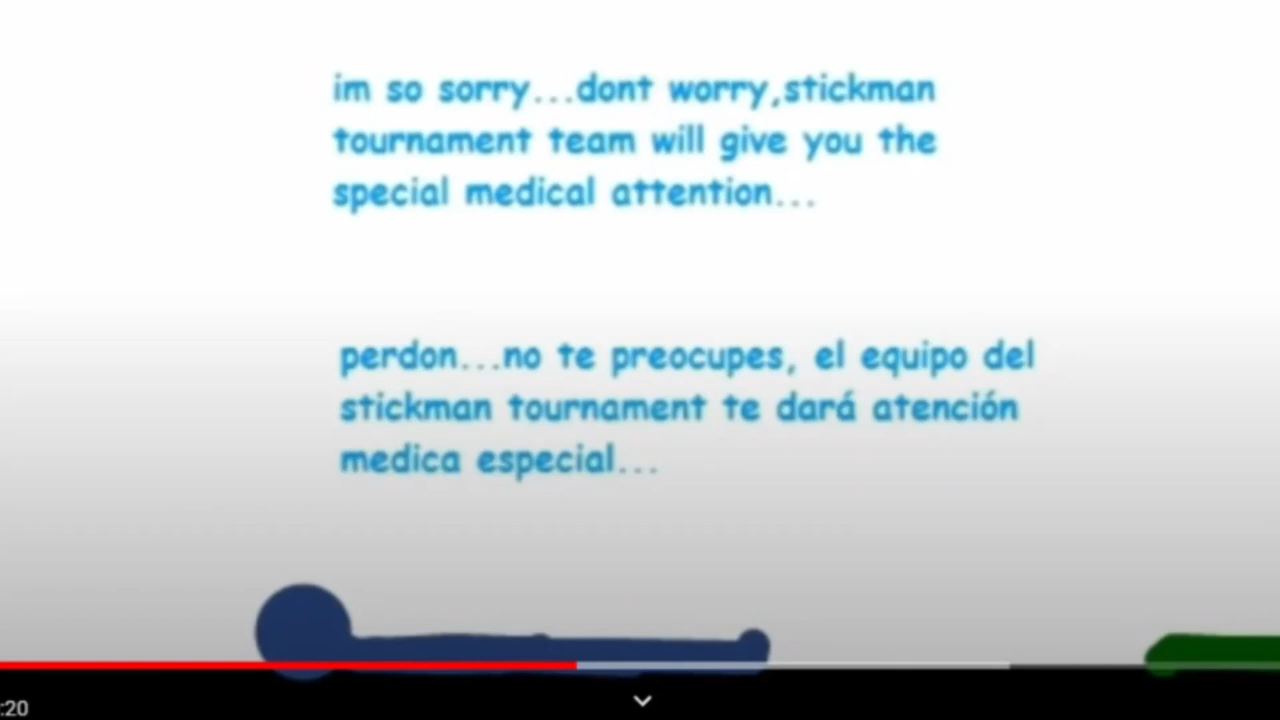 im so sorry...dont worry,stickman
tournament team will give you the
special medical attention...
perdon...no te preocupes, el equipo del
stickman tournament te dará atención
medica especial...
:20